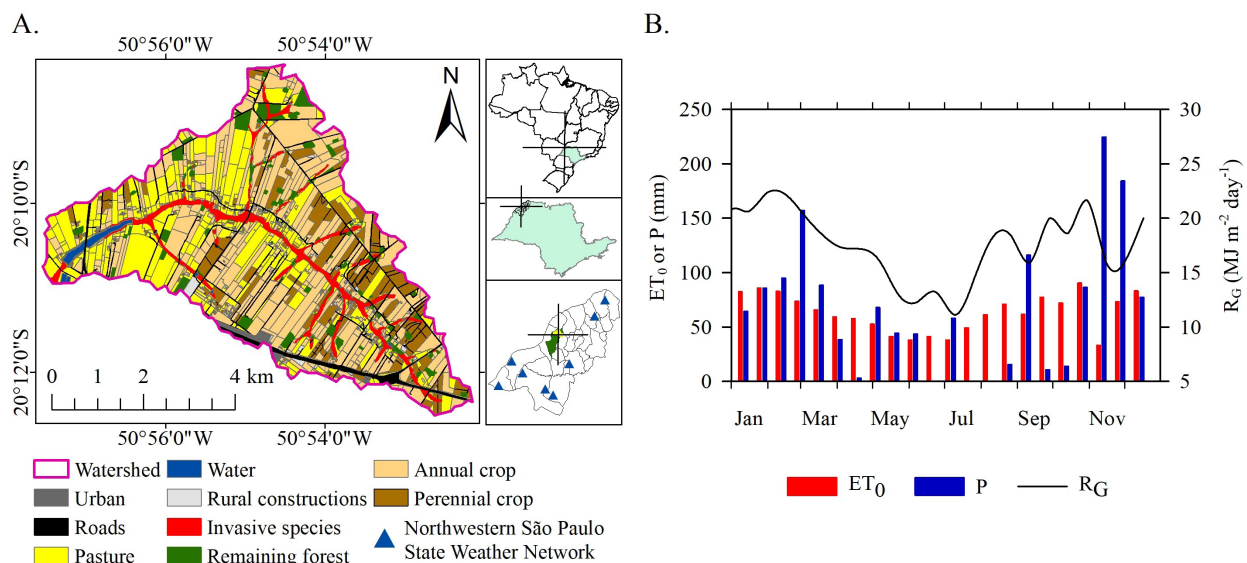 A.
50°56'0"W 50°54'0"W
N
20°10'0"S
20°12'0"S
0 1 2 4 km
50°56'0"W 50°54'0"W
Watershed
Water
Annual crop
Urban
Rural constructions
Perennial crop
Roads
Invasive species
Northwestern São Paulo
State Weather Network
Pasture
Remaining forest
B.
ET₀ or P (mm)
250
200
150
100
50
0
30
25
20
15
10
5
R_G (MJ m⁻² day⁻¹)
Jan Mar May Jul Sep Nov
ET₀ P R_G